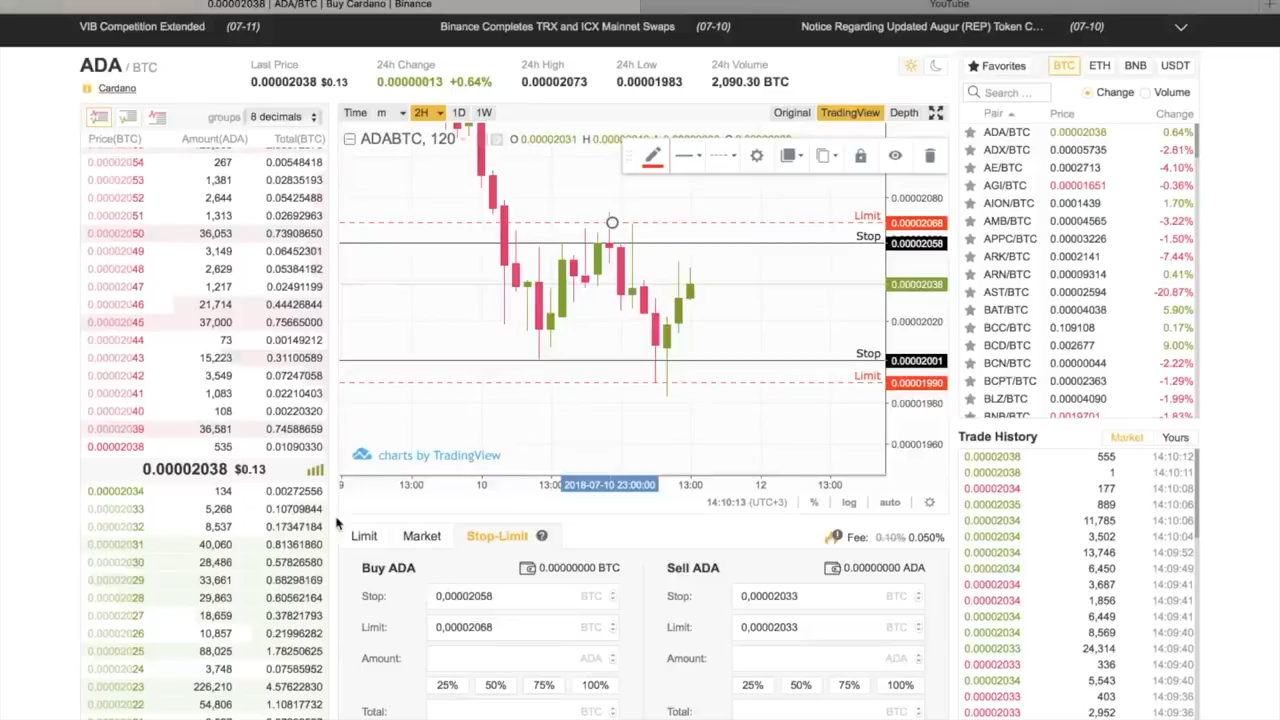 0.00002038 | ADA/BTC | Buy Cardano | Binance
YouTube
VIB Competition Extended (07-11)
Binance Completes TRX and ICX Mainnet Swaps (07-10)
Notice Regarding Updated Augur (REP) Token C... (07-10)
ADA / BTC
Cardano
Last Price
0.00002038 $0.13
24h Change
0.00000013 +0.64%
24h High
0.00002073
24h Low
0.00001983
24h Volume
2,090.30 BTC
groups 8 decimals
Price(BTC) Amount(ADA) Total(BTC)
0.00002054 267 0.00548418
0.00002053 1,381 0.02835193
0.00002052 2,644 0.05425488
0.00002051 1,313 0.02692963
0.00002050 36,053 0.73908650
0.00002049 3,149 0.06452301
0.00002048 2,629 0.05384192
0.00002047 1,217 0.02491199
0.00002046 21,714 0.44426844
0.00002045 37,000 0.75665000
0.00002044 73 0.00149212
0.00002043 15,223 0.31100589
0.00002042 3,549 0.07247058
0.00002041 1,083 0.02210403
0.00002040 108 0.00220320
0.00002039 36,581 0.74588659
0.00002038 535 0.01090330
0.00002038 $0.13
0.00002034 134 0.00272556
0.00002033 5,268 0.10709844
0.00002032 8,537 0.17347184
0.00002031 40,060 0.81361860
0.00002030 28,486 0.57826580
0.00002029 33,661 0.68298169
0.00002028 29,863 0.60562164
0.00002027 18,659 0.37821793
0.00002026 10,857 0.21996282
0.00002025 88,025 1.78250625
0.00002024 3,748 0.07585952
0.00002023 226,210 4.57622830
0.00002022 54,806 1.10817732
Time m 2H 1D 1W
Original TradingView Depth
ADABTC, 120
O 0.00002031
0.00002080
Limit 0.00002068
Stop 0.00002058
0.00002038
0.00002020
Stop 0.00002001
Limit 0.00001990
0.00001980
0.00001960
charts by TradingView
9 13:00 10 13:00 2018-07-10 23:00:00 13:00 12 13:00
14:10:13 (UTC+3) % log auto
Limit Market Stop-Limit ?
Fee: 0.10% 0.050%
Buy ADA 0.00000000 BTC
Stop: 0,00002058 BTC
Limit: 0,00002068 BTC
Amount: ADA
25% 50% 75% 100%
Total: BTC
Sell ADA 0.00000000 ADA
Stop: 0,00002033 BTC
Limit: 0,00002033 BTC
Amount: ADA
25% 50% 75% 100%
Total: BTC
Favorites BTC ETH BNB USDT
Search ... Change Volume
Pair Price Change
ADA/BTC 0.00002038 0.64%
ADX/BTC 0.00005735 -2.81%
AE/BTC 0.0002713 -4.10%
AGI/BTC 0.00001651 -0.36%
AION/BTC 0.0001439 1.70%
AMB/BTC 0.00004565 -3.22%
APPC/BTC 0.00003226 -1.50%
ARK/BTC 0.0002141 -7.44%
ARN/BTC 0.00009314 0.41%
AST/BTC 0.00002594 -20.87%
BAT/BTC 0.00004038 5.90%
BCC/BTC 0.109108 0.17%
BCD/BTC 0.002677 9.00%
BCN/BTC 0.00000044 -2.22%
BCPT/BTC 0.00002363 -1.29%
BLZ/BTC 0.00004090 -1.99%
BNB/BTC 0.0019701 -1.83%
Trade History Market Yours
0.00002038 555 14:10:12
0.00002038 1 14:10:11
0.00002034 177 14:10:08
0.00002035 889 14:10:06
0.00002034 11,785 14:10:06
0.00002034 3,502 14:10:04
0.00002034 13,746 14:09:52
0.00002034 6,450 14:09:49
0.00002034 3,687 14:09:41
0.00002034 1,856 14:09:41
0.00002034 6,449 14:09:41
0.00002034 8,569 14:09:40
0.00002033 24,314 14:09:40
0.00002033 336 14:09:40
0.00002034 5,543 14:09:40
0.00002033 403 14:09:36
0.00002033 2,952 14:09:36